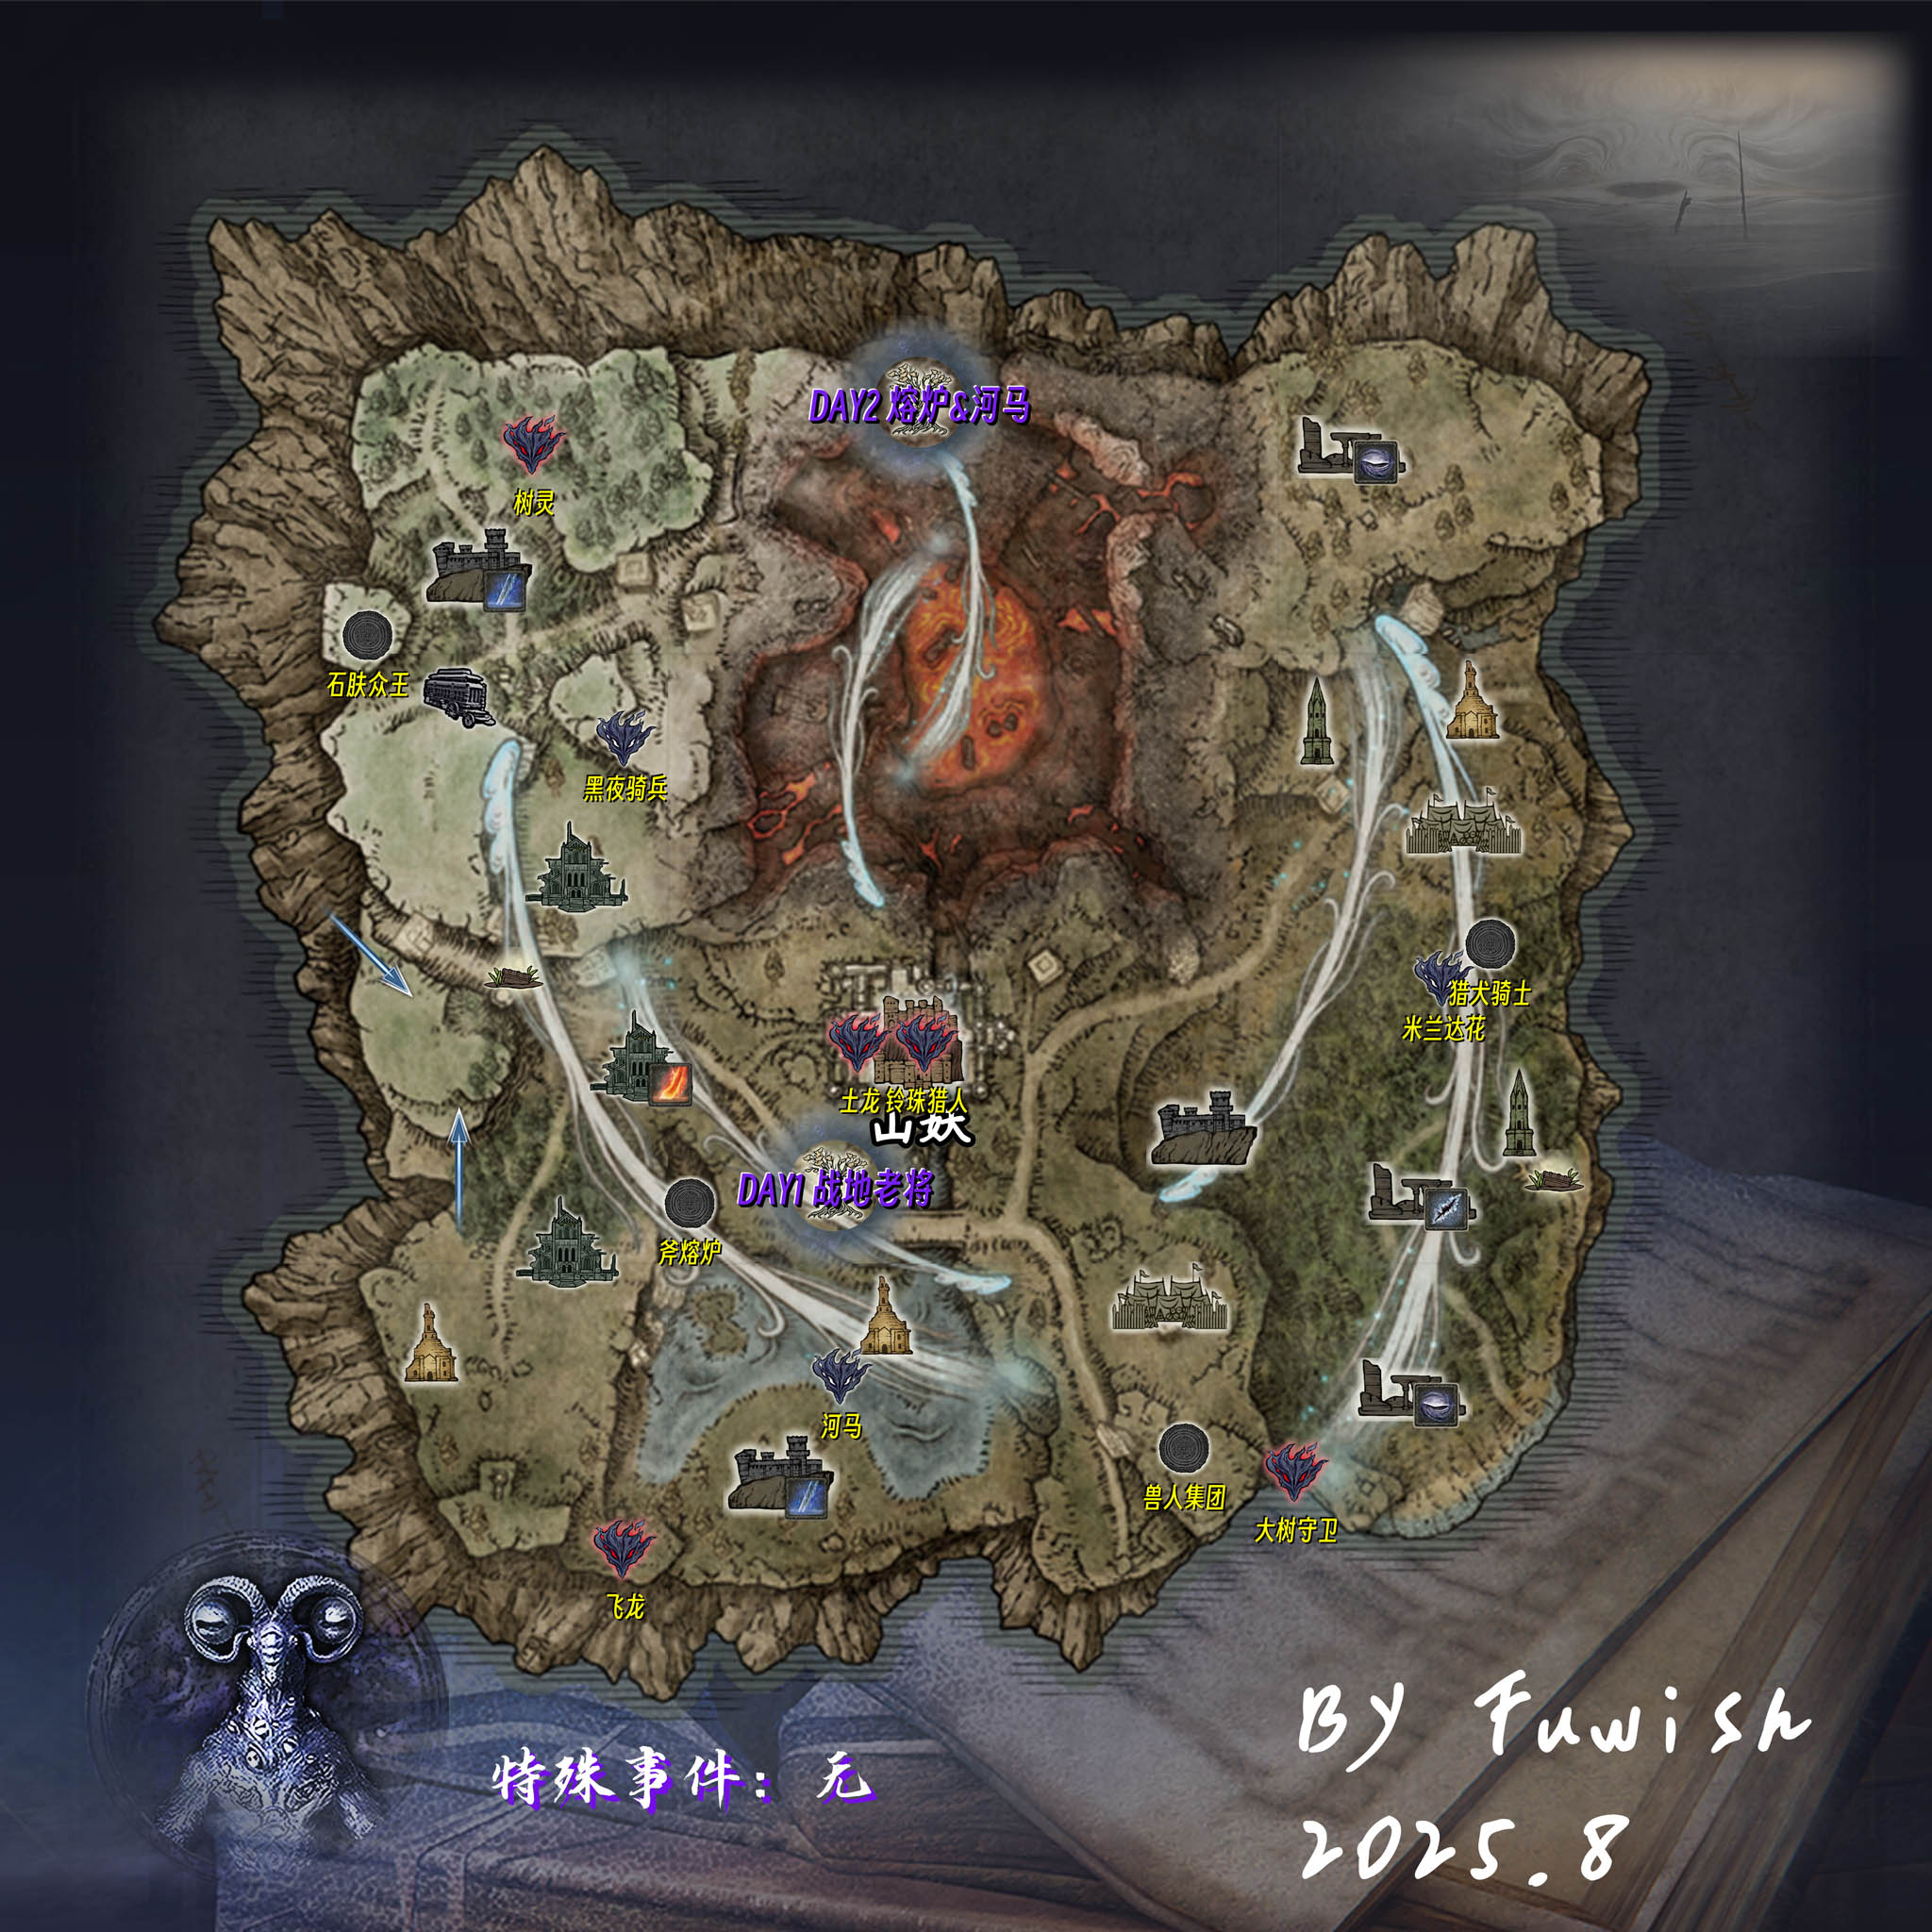 DAY2 熔炉&河马
树灵
石肤众王
黑夜骑兵
猎犬骑士
米兰达花
土龙 铃珠猎人
山妖
DAY1 战地老将
斧熔炉
河马
兽人集团
大树守卫
飞龙
特殊事件：无
By Fuwish
2025.8